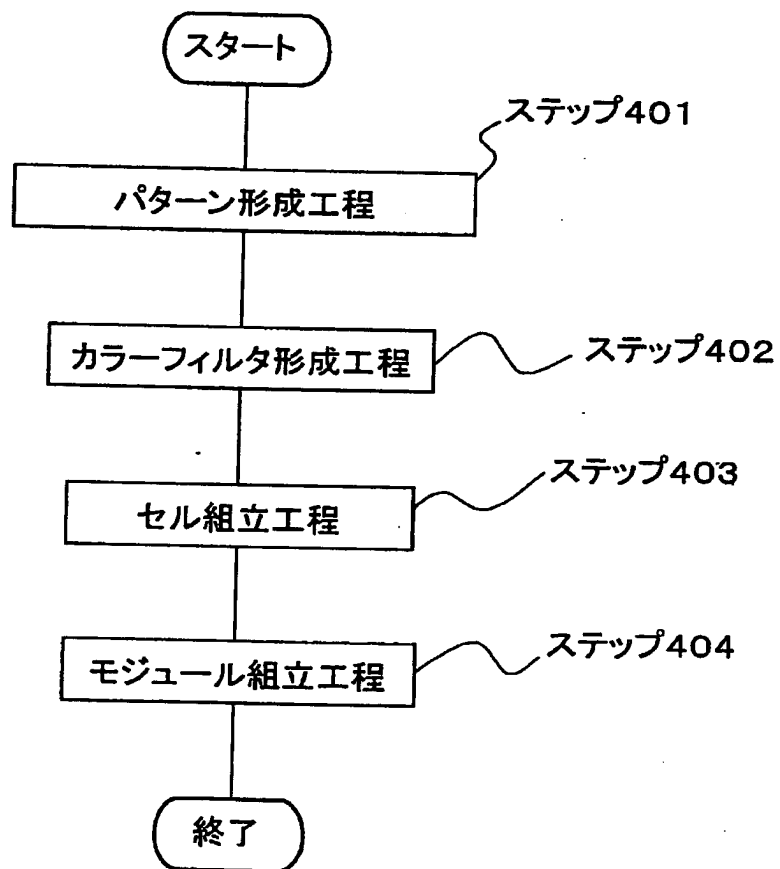 スタート
ステップ401
パターン形成工程
カラーフィルタ形成工程
ステップ402
セル組立工程
ステップ403
モジュール組立工程
ステップ404
終了